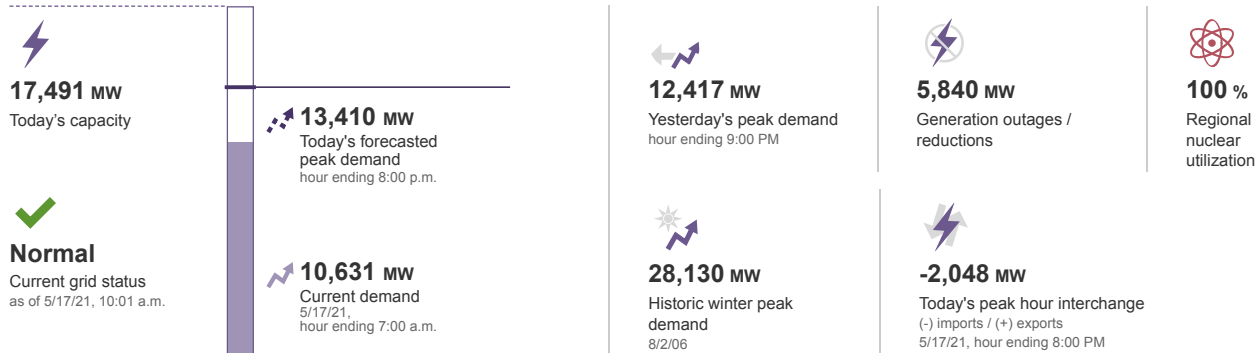 17,491 MW
Today's capacity
Normal
Current grid status
as of 5/17/21, 10:01 a.m.
13,410 MW
Today's forecasted
peak demand
hour ending 8:00 p.m.
10,631 MW
Current demand
5/17/21,
hour ending 7:00 a.m.
12,417 MW
Yesterday's peak demand
hour ending 9:00 PM
5,840 MW
Generation outages /
reductions
100 %
Regional
nuclear
utilization
28,130 MW
Historic winter peak
demand
8/2/06
-2,048 MW
Today's peak hour interchange
(-) imports / (+) exports
5/17/21, hour ending 8:00 PM